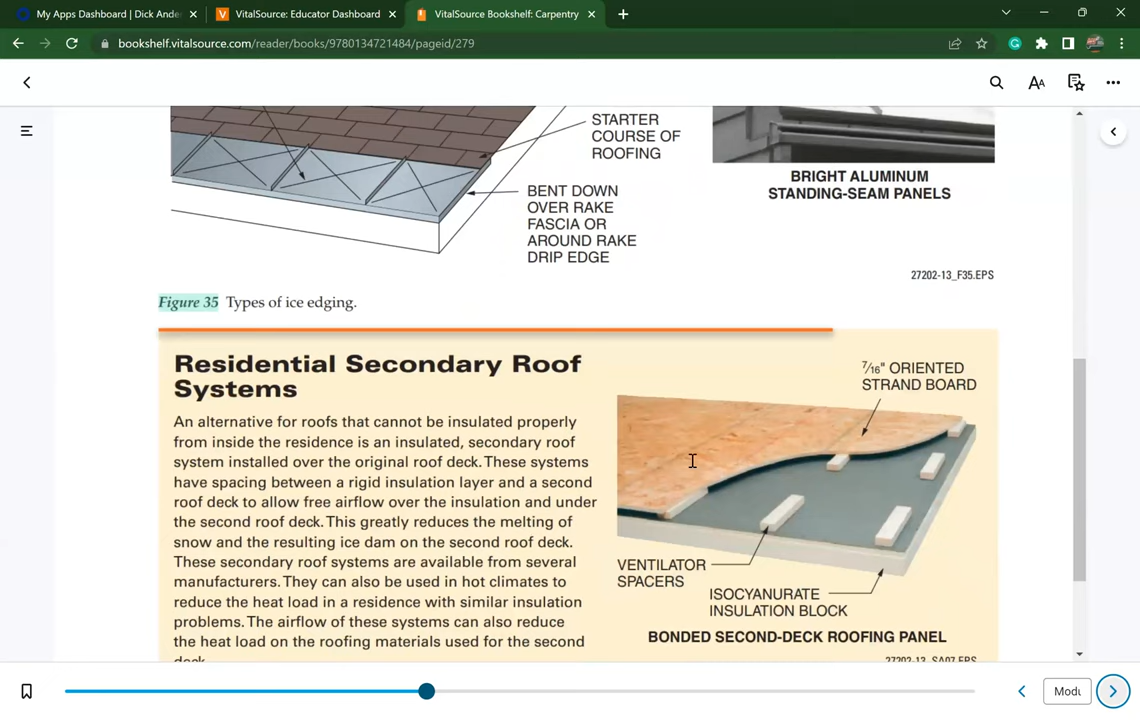 My Apps Dashboard | Dick Ander
VitalSource: Educator Dashboard
VitalSource Bookshelf: Carpentry
bookshelf.vitalsource.com/reader/books/9780134721484/pageid/279
AA
STARTER
COURSE OF
ROOFING
BENT DOWN
OVER RAKE
FASCIA OR
AROUND RAKE
DRIP EDGE
BRIGHT ALUMINUM
STANDING-SEAM PANELS
27202-13_F35.EPS
Figure 35 Types of ice edging.
Residential Secondary Roof
Systems
An alternative for roofs that cannot be insulated properly
from inside the residence is an insulated, secondary roof
system installed over the original roof deck. These systems
have spacing between a rigid insulation layer and a second
roof deck to allow free airflow over the insulation and under
the second roof deck. This greatly reduces the melting of
snow and the resulting ice dam on the second roof deck.
These secondary roof systems are available from several
manufacturers. They can also be used in hot climates to
reduce the heat load in a residence with similar insulation
problems. The airflow of these systems can also reduce
the heat load on the roofing materials used for the second
deck.
7/16" ORIENTED
STRAND BOARD
VENTILATOR
SPACERS
ISOCYANURATE
INSULATION BLOCK
BONDED SECOND-DECK ROOFING PANEL
27202-13_SA07.EPS
Modu